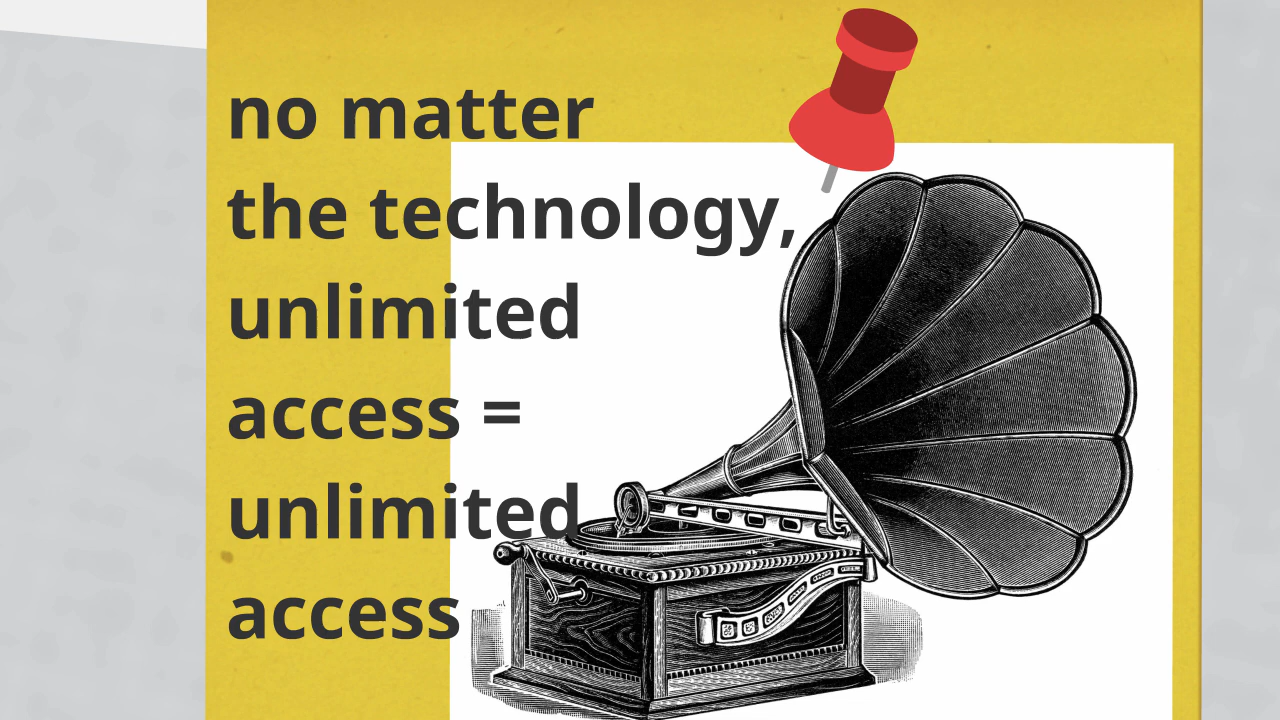 no matter
the technology,
unlimited
access =
unlimited
access